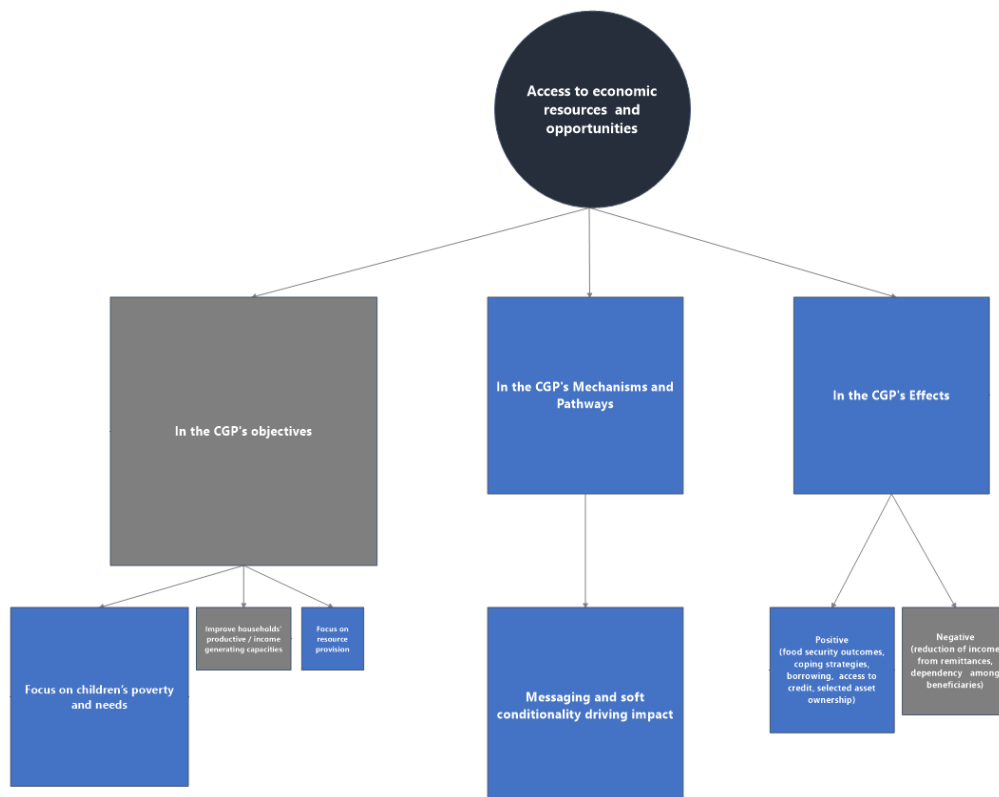 Access to economic
resources and
opportunities
In the CGP's objectives
In the CGP's Mechanisms and
Pathways
In the CGP's Effects
Focus on children's poverty
and needs
Improve households'
productive / income
generating capacities
Focus on
resource
provision
Messaging and soft
conditionality driving impact
Positive
(food security outcomes,
coping strategies,
borrowing, access to
credit, selected asset
ownership)
Negative
(reduction of income
from remittances,
dependency among
beneficiaries)